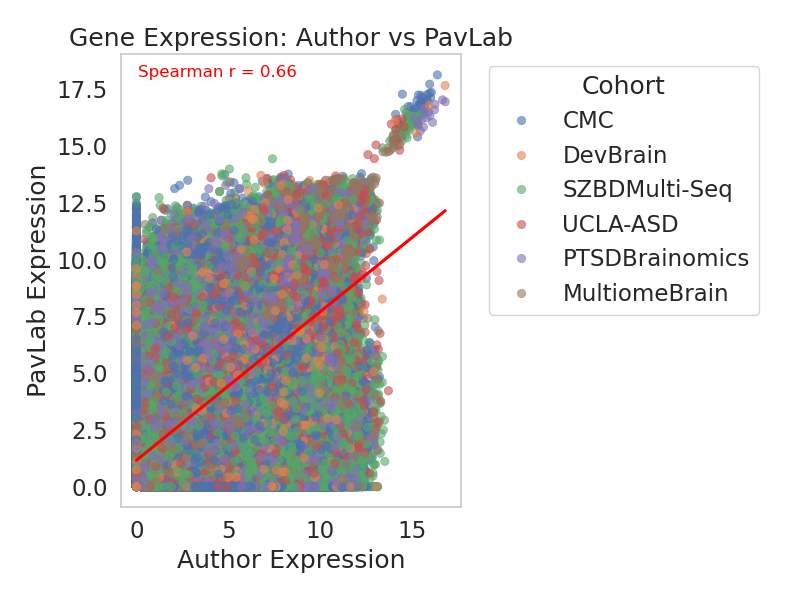 Gene Expression: Author vs PavLab
Spearman r = 0.66
PavLab Expression
17.5
15.0
12.5
10.0
7.5
5.0
2.5
0.0
0
5
10
15
Author Expression
Cohort
CMC
DevBrain
SZBDMulti-Seq
UCLA-ASD
PTSDBrainomics
MultiomeBrain